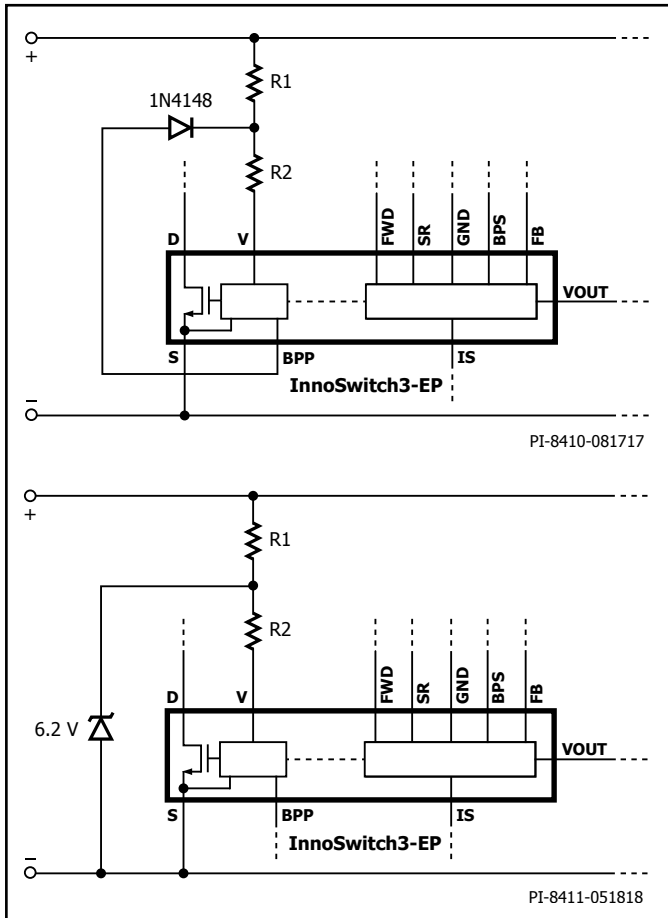 +
R1
1N4148
R2
D
V
FWD
SR
GND
BPS
FB
VOUT
S
BPP
IS
InnoSwitch3-EP
−
PI-8410-081717
+
R1
R2
6.2 V
D
V
FWD
SR
GND
BPS
FB
VOUT
S
BPP
IS
InnoSwitch3-EP
−
PI-8411-051818